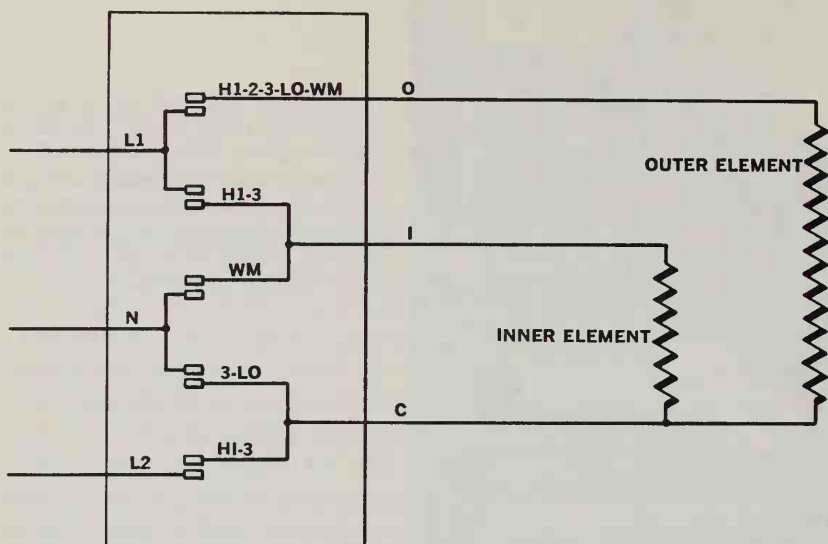 H1-2-3-LO-WM
O
OUTER ELEMENT
L1
H1-3
I
WM
N
INNER ELEMENT
3-LO
C
HI-3
L2